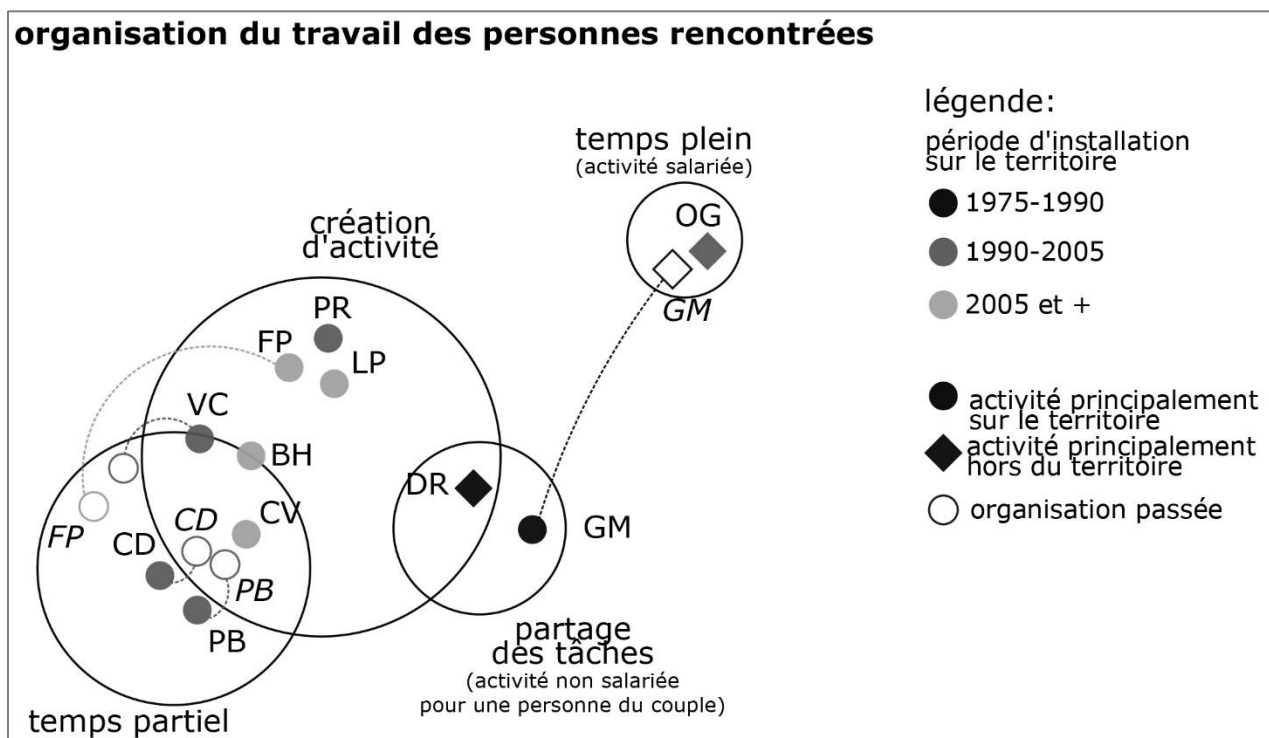 organisation du travail des personnes rencontrées
légende:
période d'installation
sur le territoire
1975-1990
1990-2005
2005 et +
activité principalement
sur le territoire
activité principalement
hors du territoire
organisation passée
temps plein
(activité salariée)
OG
GM
création
d'activité
PR
FP
LP
VC
BH
CV
CD
FP
CD
PB
PB
temps partiel
DR
GM
partage
des tâches
(activité non salariée
pour une personne du couple)